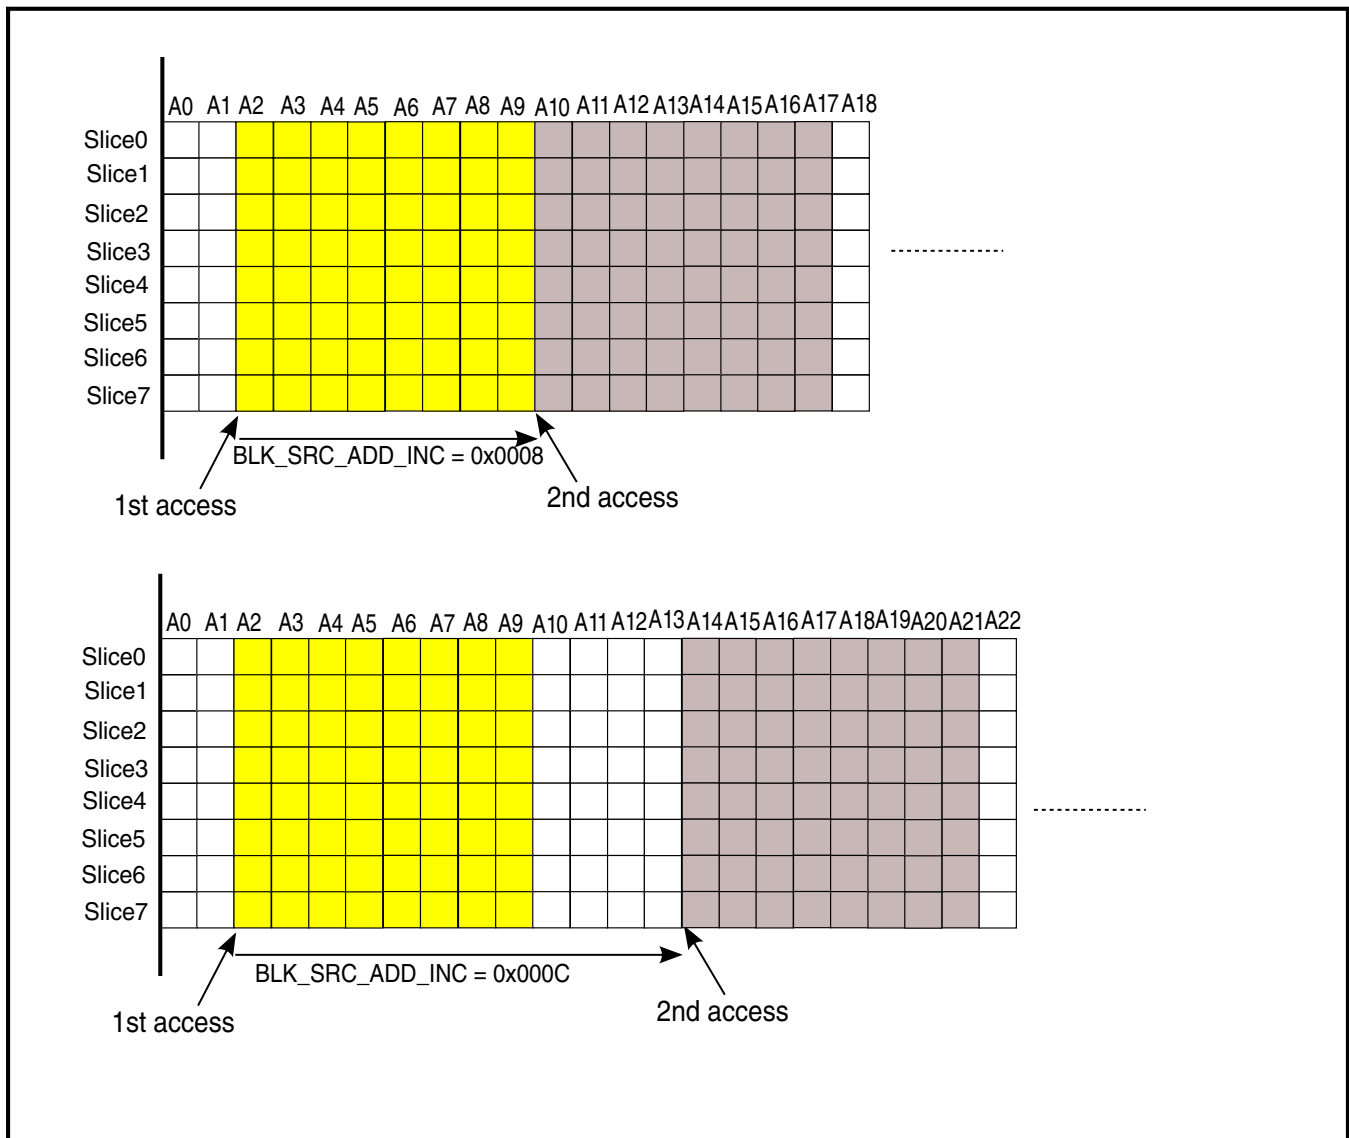 A0 A1 A2 A3 A4 A5 A6 A7 A8 A9 A10 A11 A12 A13 A14 A15 A16 A17 A18
Slice0
Slice1
Slice2
Slice3
Slice4
Slice5
Slice6
Slice7
BLK_SRC_ADD_INC = 0x0008
1st access
2nd access
A0 A1 A2 A3 A4 A5 A6 A7 A8 A9 A10 A11 A12 A13 A14 A15 A16 A17 A18 A19 A20 A21 A22
Slice0
Slice1
Slice2
Slice3
Slice4
Slice5
Slice6
Slice7
BLK_SRC_ADD_INC = 0x000C
1st access
2nd access